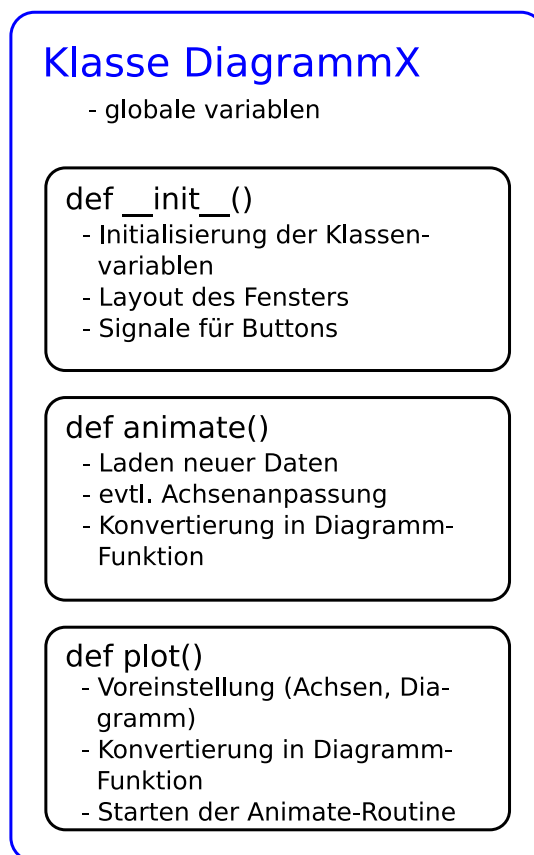 Klasse DiagrammX
- globale variablen
def __init__()
- Initialisierung der Klassen-
variablen
- Layout des Fensters
- Signale für Buttons
def animate()
- Laden neuer Daten
- evtl. Achsenanpassung
- Konvertierung in Diagramm-
Funktion
def plot()
- Voreinstellung (Achsen, Dia-
gramm)
- Konvertierung in Diagramm-
Funktion
- Starten der Animate-Routine